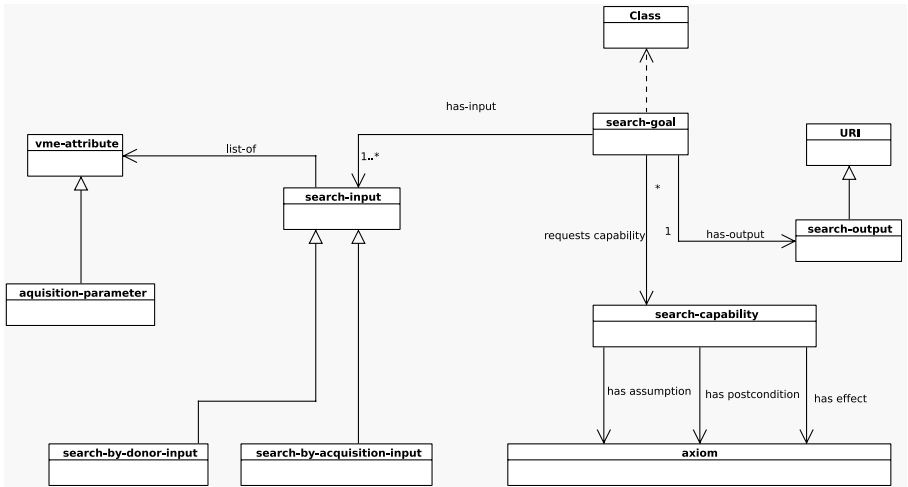 Class
has-input
search-goal
URI
vme-attribute
list-of
1..*
search-input
*
search-output
requests capability
1
has-output
aquisition-parameter
search-capability
has assumption
has postcondition
has effect
search-by-donor-input
search-by-acquisition-input
axiom